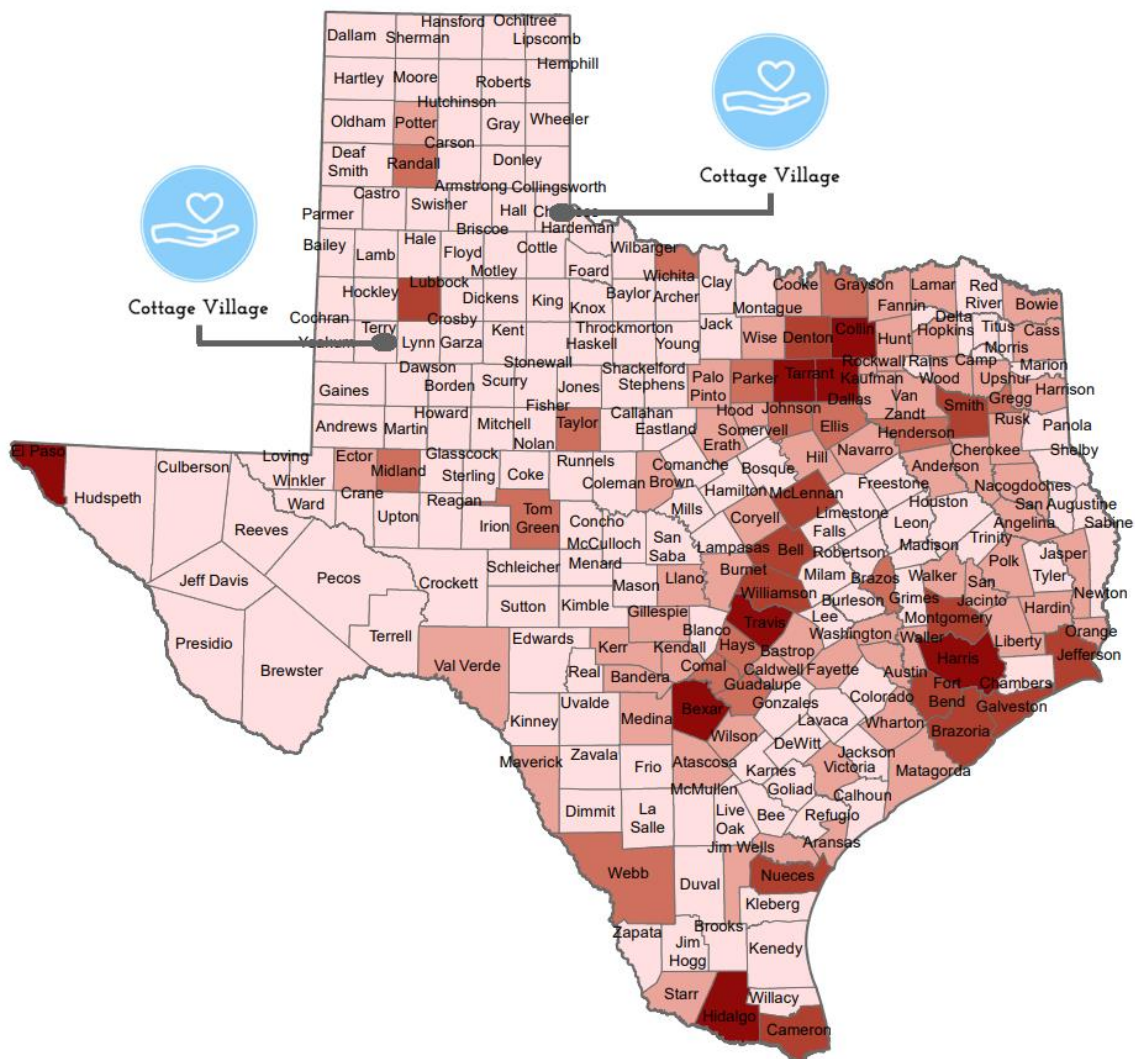 Hansford
Ochiltree
Dallam
Sherman
Lipscomb
Hemphill
Hartley
Moore
Roberts
Hutchinson
Oldham
Potter
Gray
Wheeler
Carson
Deaf
Smith
Randall
Donley
Armstrong
Collingsworth
Cottage Village
Castro
Swisher
Hall
Parmer
Briscoe
Hardeman
Bailey
Lamb
Hale
Floyd
Cottle
Wilbarger
Motley
Foard
Wichita
Clay
Cooke
Grayson
Lamar
Red
River
Bowie
Cottage Village
Hockley
Lubbock
Dickens
King
Knox
Baylor
Archer
Montague
Fannin
Delta
Cochran
Crosby
Terry
Lynn
Garza
Kent
Throckmorton
Haskell
Young
Jack
Wise
Denton
Collin
Hunt
Hopkins
Titus
Morris
Cass
Stonewall
Rockwall
Rains
Camp
Marion
Gaines
Dawson
Borden
Scurry
Jones
Shackelford
Stephens
Palo
Pinto
Parker
Tarrant
Kaufman
Dallas
Van
Zandt
Wood
Upshur
Gregg
Harrison
Fisher
Andrews
Martin
Howard
Mitchell
Nolan
Taylor
Callahan
Eastland
Hood
Somervell
Erath
Johnson
Ellis
Henderson
Smith
Rusk
Panola
El Paso
Hudspeth
Culberson
Loving
Winkler
Ector
Midland
Glasscock
Sterling
Coke
Runnels
Coleman
Brown
Comanche
Bosque
Hill
Navarro
Anderson
Cherokee
Shelby
Ward
Crane
Upton
Reagan
Irion
Tom
Green
Concho
McCulloch
Mills
Hamilton
McLennan
Limestone
Freestone
Houston
Nacogdoches
San Augustine
Angelina
Sabine
Reeves
Jeff Davis
Pecos
Crockett
Schleicher
Menard
San
Saba
Lampasas
Coryell
Bell
Falls
Robertson
Leon
Madison
Trinity
Polk
Jasper
Tyler
Newton
Presidio
Brewster
Terrell
Sutton
Kimble
Mason
Llano
Burnet
Williamson
Milam
Burleson
Brazos
Grimes
Walker
San
Jacinto
Montgomery
Hardin
Val Verde
Edwards
Real
Kerr
Gillespie
Kendall
Blanco
Travis
Hays
Bastrop
Lee
Washington
Waller
Liberty
Orange
Jefferson
Bandera
Comal
Caldwell
Guadalupe
Fayette
Austin
Harris
Chambers
Fort
Bend
Galveston
Brazoria
Kinney
Uvalde
Medina
Bexar
Wilson
Gonzales
Lavaca
Colorado
Wharton
Maverick
Zavala
Frio
Atascosa
Karnes
DeWitt
Jackson
Victoria
Matagorda
Dimmit
La
Salle
McMullen
Live
Oak
Goliad
Bee
Refugio
Calhoun
Aransas
Webb
Duval
Jim Wells
Nueces
Kleberg
Zapata
Jim
Hogg
Brooks
Kenedy
Starr
Hidalgo
Willacy
Cameron